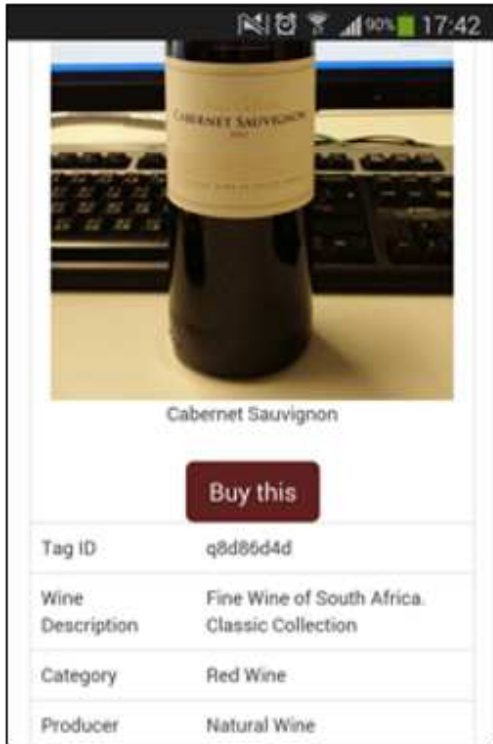 90% 17:42
CABERNET SAUVIGNON
Cabernet Sauvignon
Buy this
Tag ID q8d86d4d
Wine Description Fine Wine of South Africa. Classic Collection
Category Red Wine
Producer Natural Wine